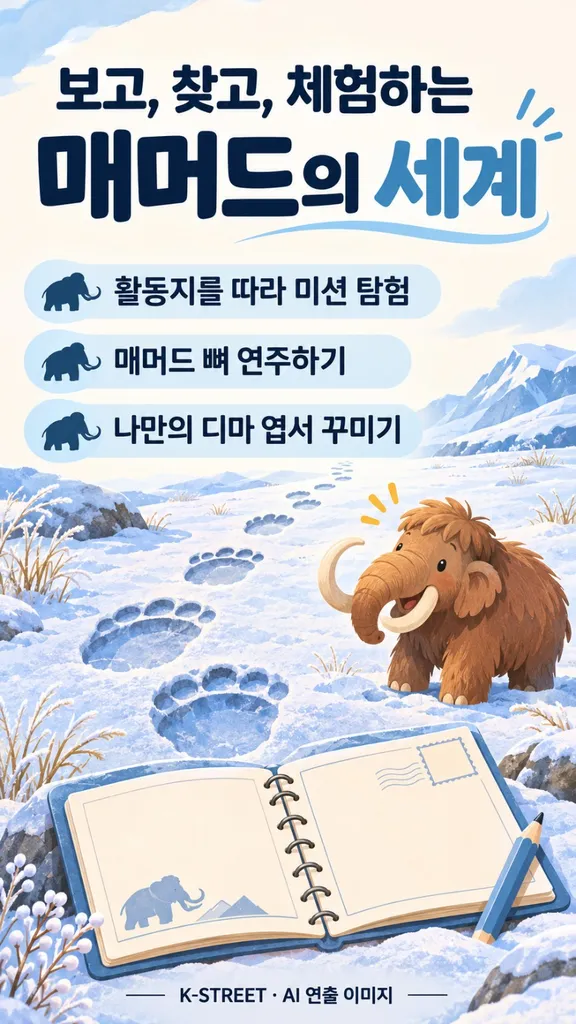 보고, 찾고, 체험하는
매머드의 세계
활동지를 따라 미션 탐험
매머드 뼈 연주하기
나만의 디마 엽서 꾸미기
K-STREET · AI 연출 이미지